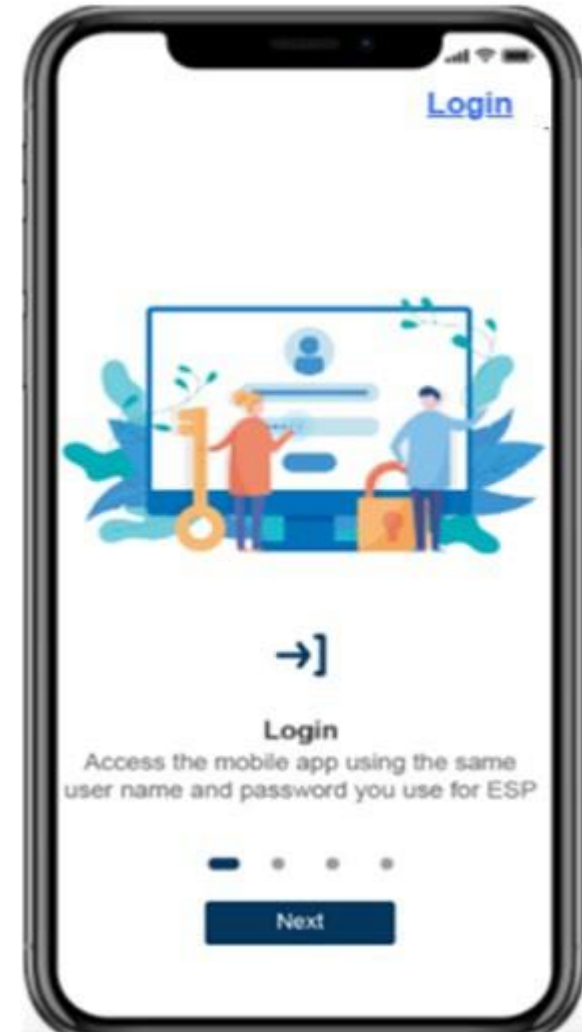 Login
Login
Access the mobile app using the same
user name and password you use for ESP
Next